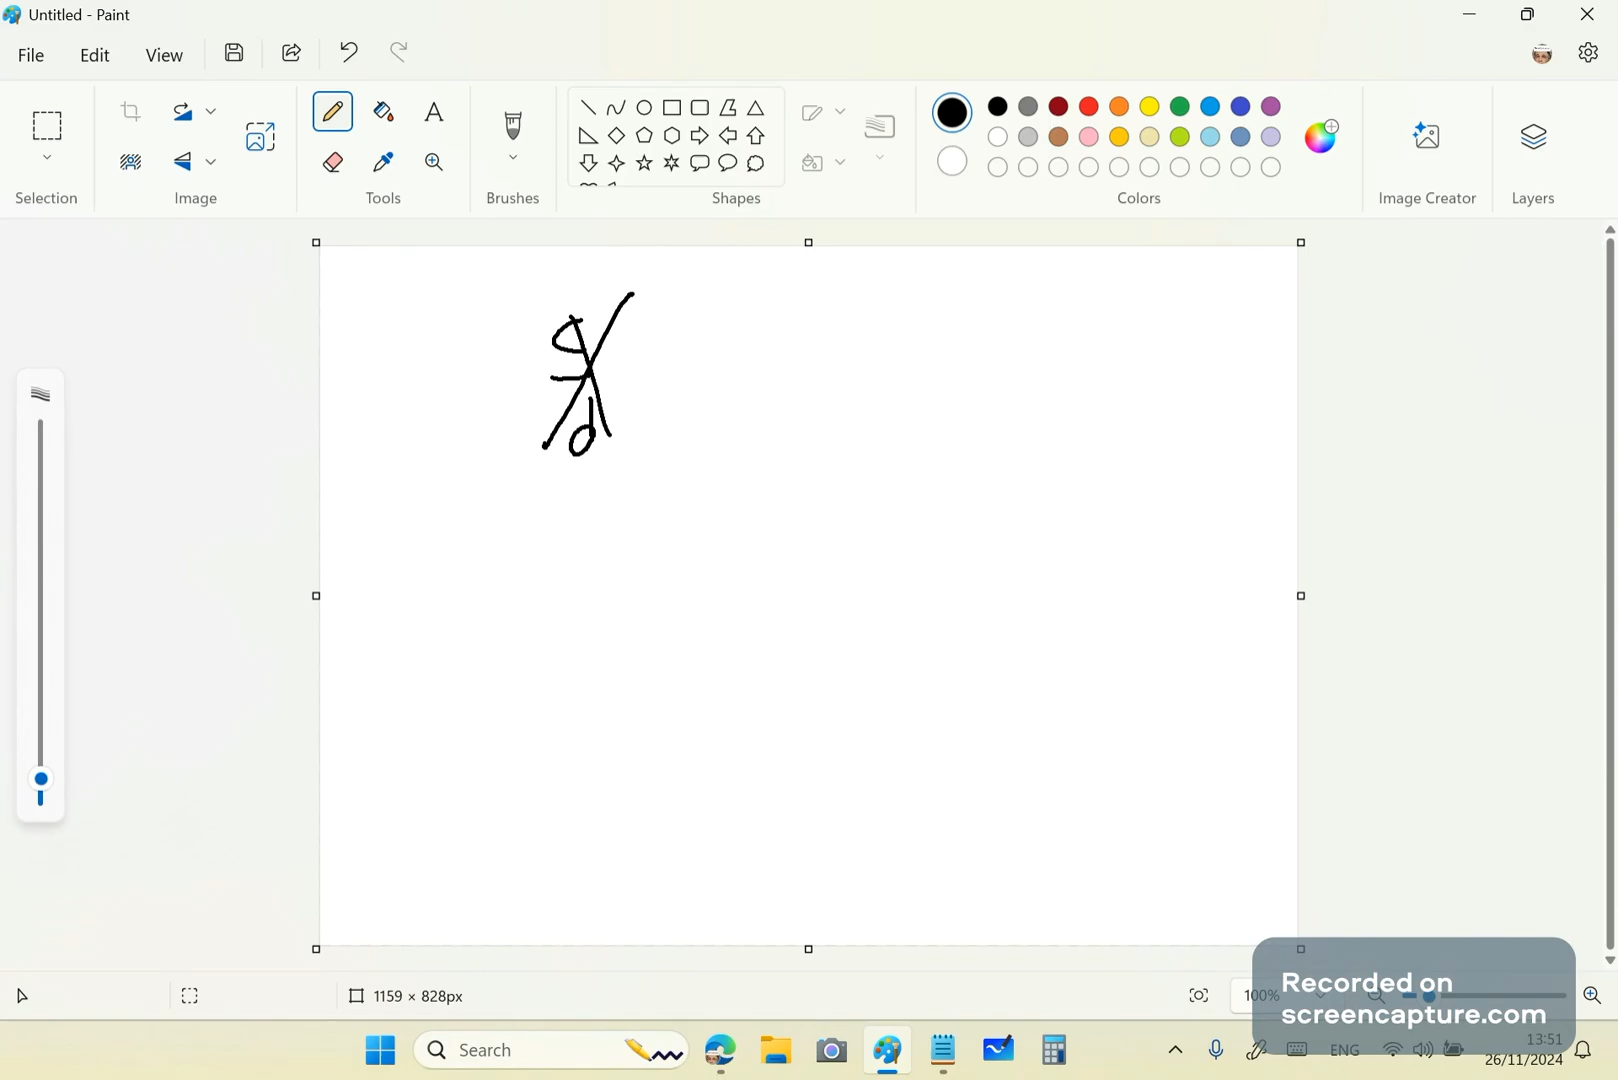 Untitled - Paint
File Edit View
Selection Image Tools Brushes Shapes Colors Image Creator Layers
1159 × 828px
100%
Recorded on
screencapture.com
Search
ENG
13:51
26/11/2024